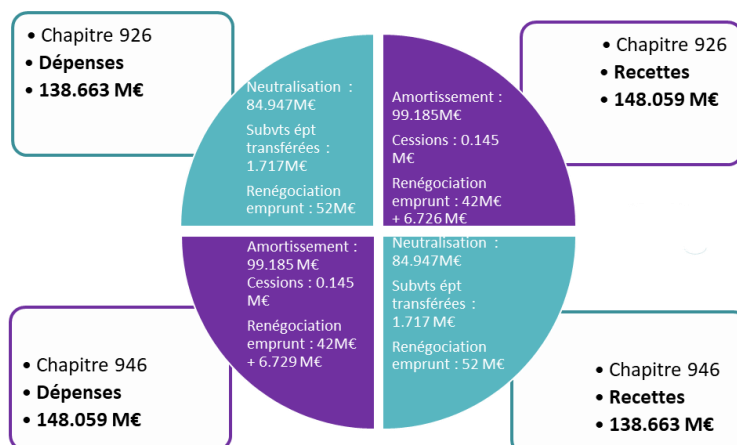 • Chapitre 926
• Dépenses
• 138.663 M€
Neutralisation :
84.947M€
Subvts épt
transférées :
1.717M€
Renégociation
emprunt : 52M€
Amortissement :
99.185M€
Cessions : 0.145
M€
Renégociation
emprunt : 42M€
+ 6.726 M€
• Chapitre 926
• Recettes
• 148.059 M€
• Chapitre 946
• Dépenses
• 148.059 M€
Amortissement :
99.185 M€
Cessions : 0.145
M€
Renégociation
emprunt : 42M€
+ 6.729 M€
Neutralisation :
84.947M€
Subvts épt
transférées :
1.717 M€
Renégociation
emprunt : 52 M€
• Chapitre 946
• Recettes
• 138.663 M€